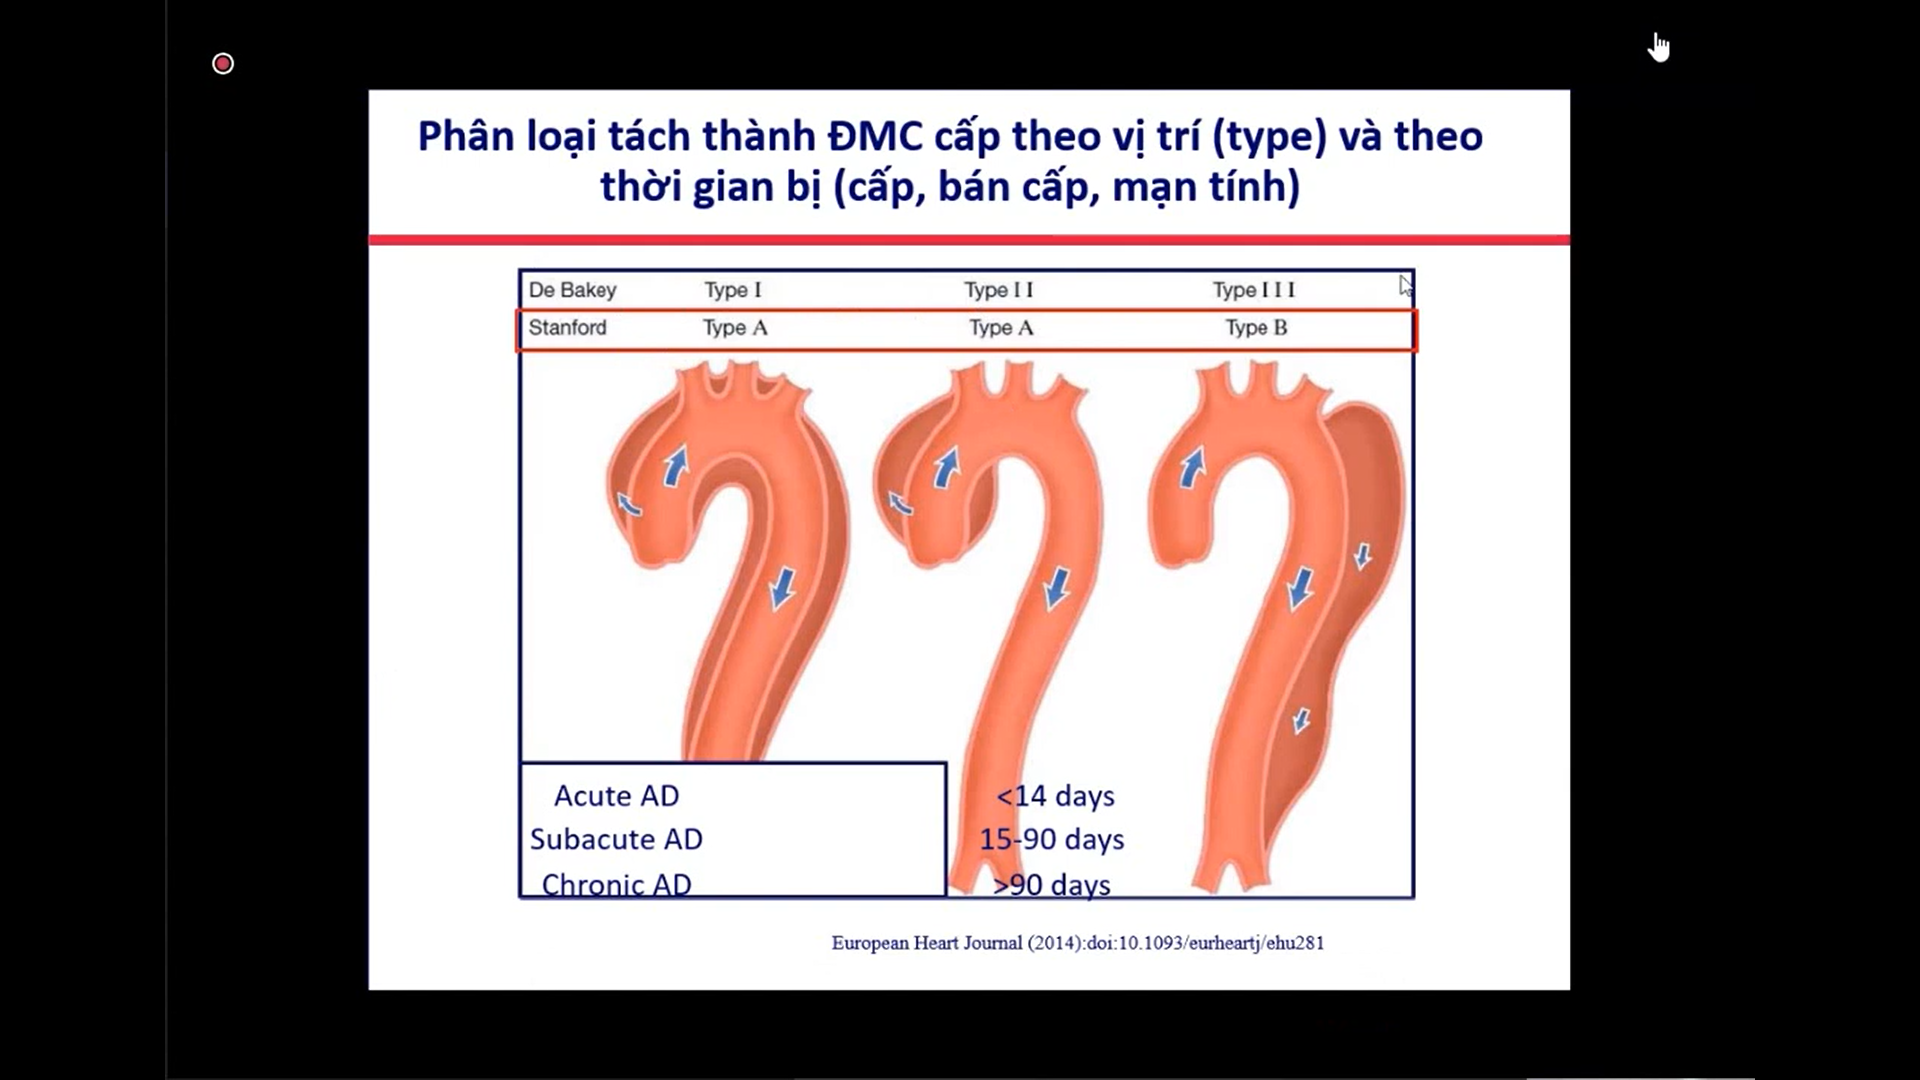 Phân loại tách thành ĐMC cấp theo vị trí (type) và theo
thời gian bị (cấp, bán cấp, mạn tính)
De Bakey Type I Type II Type III
Stanford Type A Type A Type B
Acute AD <14 days
Subacute AD 15-90 days
Chronic AD >90 days
European Heart Journal (2014):doi:10.1093/eurheartj/ehu281